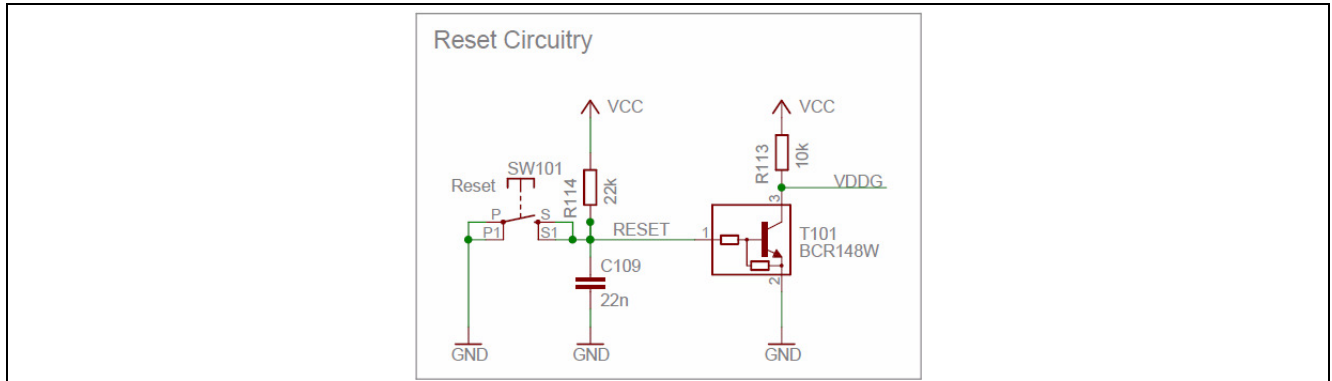 Reset Circuitry
VCC
VCC
SW101
Reset
R114
22k
R113
10k
VDDG
P
S
P1
S1
RESET
1
3
T101
BCR148W
2
C109
22n
GND
GND
GND